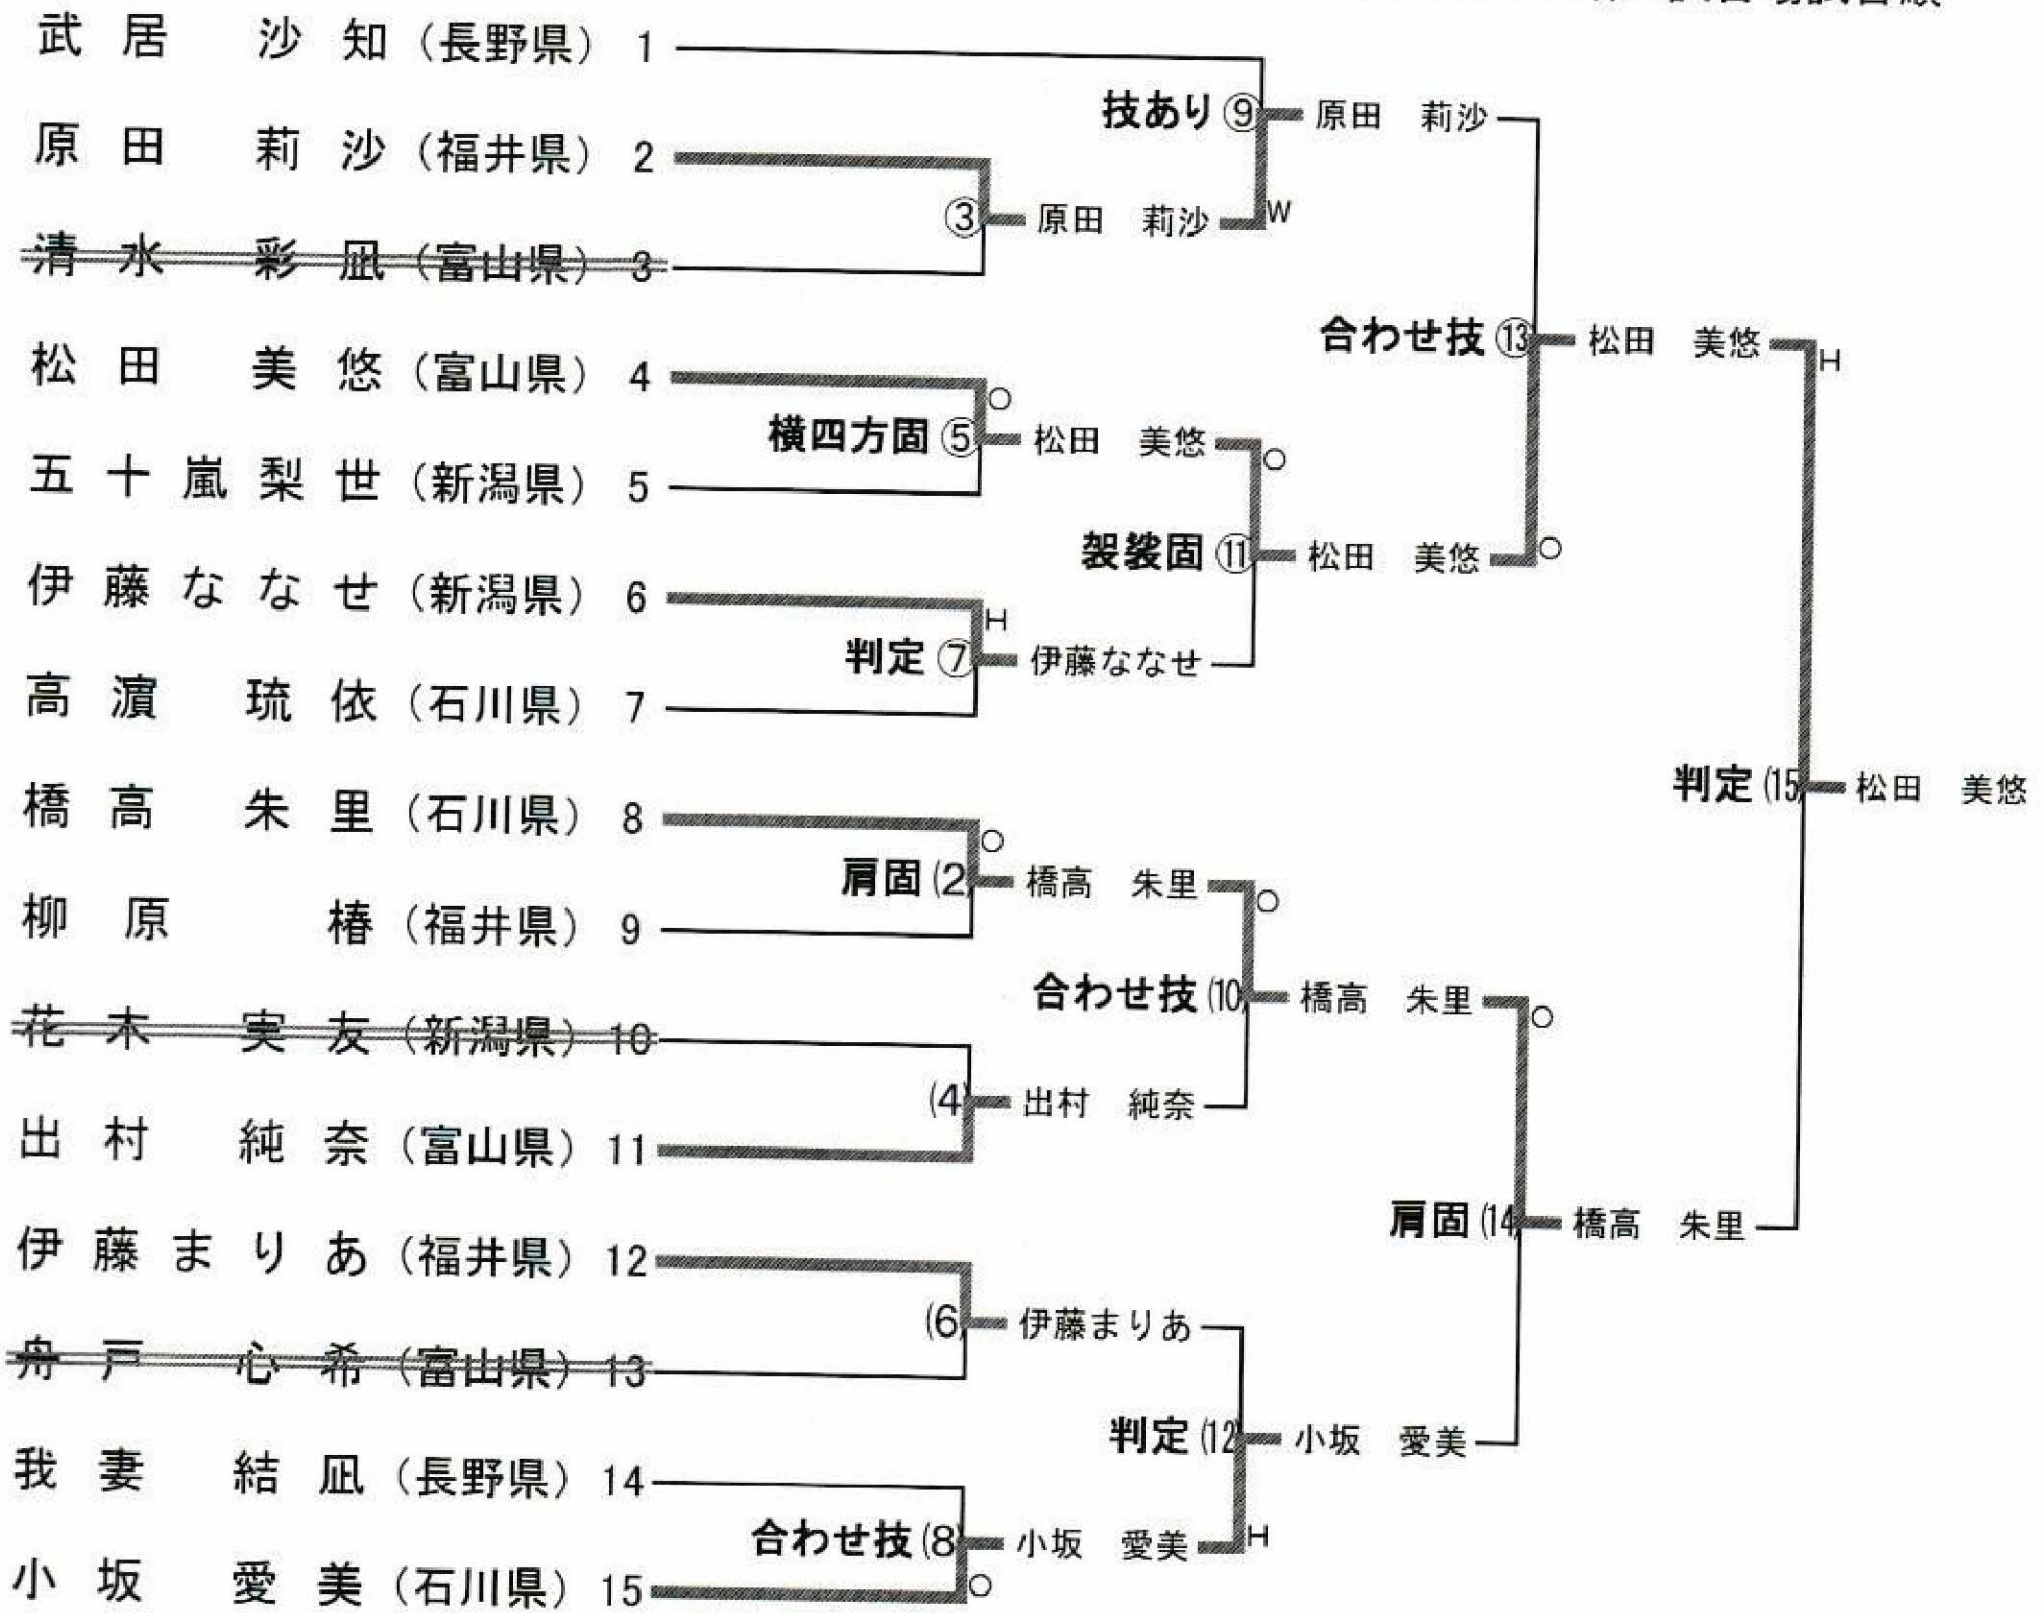 武居 沙知（長野県） 1
技あり ⑨ 原田 莉沙
原田 莉沙（福井県） 2
③ 原田 莉沙 W
清水 彩凪（富山県） 3
合わせ技 ⑬ 松田 美悠 H
松田 美悠（富山県） 4
○
横四方固 ⑤ 松田 美悠 ○
五十嵐梨世（新潟県） 5
袈裟固 ⑪ 松田 美悠 ○
伊藤ななせ（新潟県） 6
H
判定 ⑦ 伊藤ななせ
高濵 琉依（石川県） 7
判定 (15) 松田 美悠
橋高 朱里（石川県） 8
○
肩固 (2) 橋高 朱里 ○
柳原 椿（福井県） 9
合わせ技 (10) 橋高 朱里 ○
花木 実友（新潟県） 10
(4) 出村 純奈
出村 純奈（富山県） 11
肩固 (14) 橋高 朱里
伊藤まりあ（福井県） 12
(6) 伊藤まりあ
舟戸 心希（富山県） 13
判定 (12) 小坂 愛美
我妻 結凪（長野県） 14
合わせ技 (8) 小坂 愛美 H
小坂 愛美（石川県） 15 ○